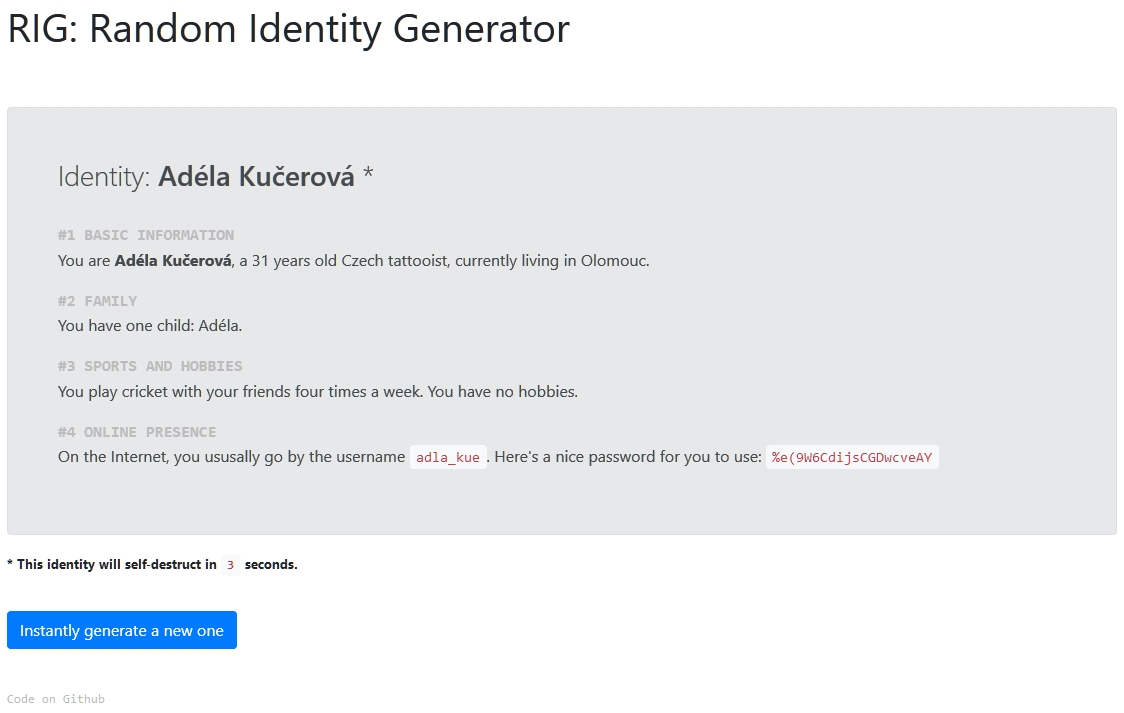 RIG: Random Identity Generator
Identity: Adéla Kučerová *
#1 BASIC INFORMATION
You are Adéla Kučerová, a 31 years old Czech tattooist, currently living in Olomouc.
#2 FAMILY
You have one child: Adéla.
#3 SPORTS AND HOBBIES
You play cricket with your friends four times a week. You have no hobbies.
#4 ONLINE PRESENCE
On the Internet, you ususally go by the username adla_kue . Here's a nice password for you to use: %e(9W6CdijsCGDwcveAY
* This identity will self-destruct in 3 seconds.
Instantly generate a new one
Code on Github